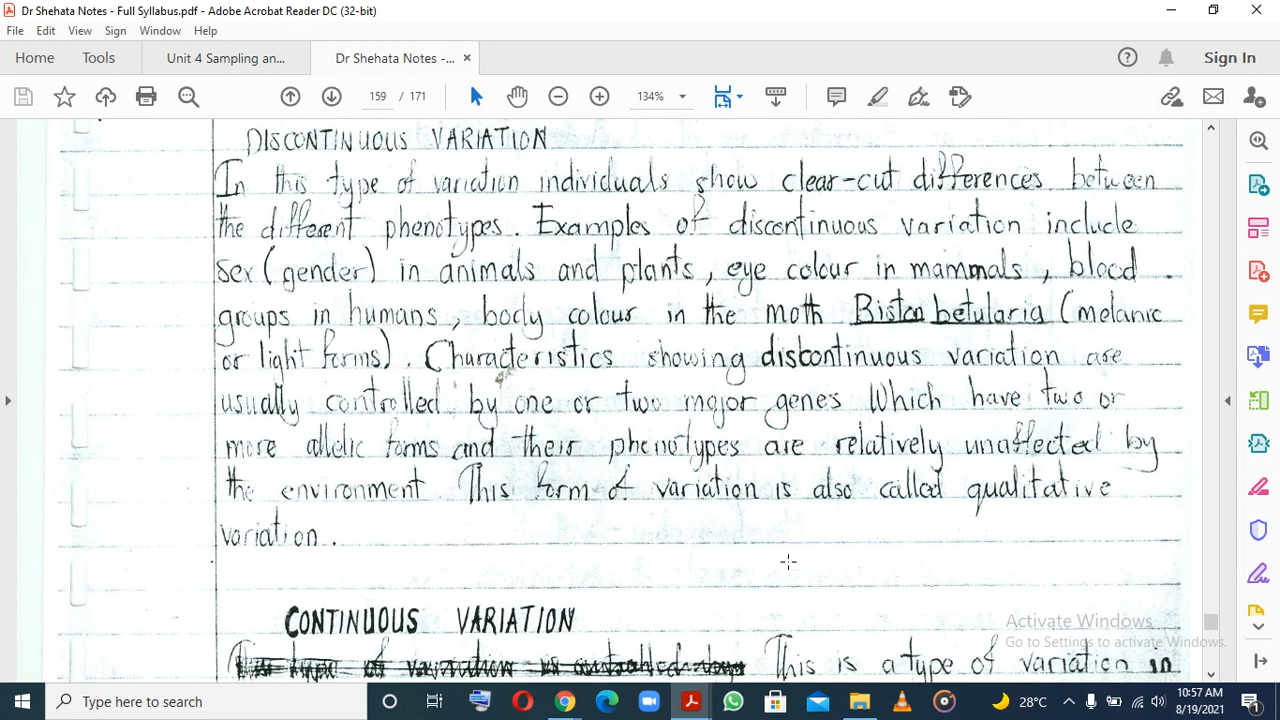 Dr Shehata Notes - Full Syllabus.pdf - Adobe Acrobat Reader DC (32-bit)
File Edit View Sign Window Help
Home Tools Unit 4 Sampling an... Dr Shehata Notes -... ×
Sign In
159 / 171 134%
DISCONTINUOUS VARIATION
In this type of variation individuals show clear-cut differences between
the different phenotypes. Examples of discontinuous variation include
sex (gender) in animals and plants, eye colour in mammals, blood
groups in humans, body colour in the moth Biston betularia (melanic
or light forms). Characteristics showing discontinuous variation are
usually controlled by one or two major genes Which have two or
more allelic forms and their phenotypes are relatively unaffected by
the environment. This form of variation is also called qualitative
variation.
CONTINUOUS VARIATION
This is a type of variation in
Activate Windows
Go to Settings to activate Windows.
Type here to search
28°C
10:57 AM
8/19/2021